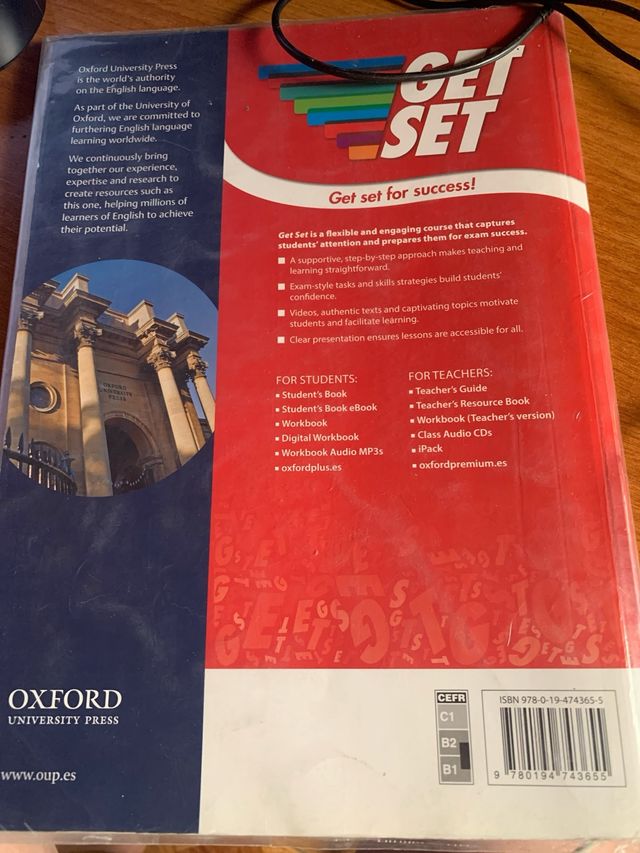 Oxford University Press
is the world's authority
on the English language.
As part of the University of
Oxford, we are committed to
furthering English language
learning worldwide.
We continuously bring
together our experience,
expertise and research to
create resources such as
this one, helping millions of
learners of English to achieve
their potential.
OXFORD
UNIVERSITY
PRESS
GET
SET
Get set for success!
Get Set is a flexible and engaging course that captures
students' attention and prepares them for exam success.
A supportive, step-by-step approach makes teaching and
learning straightforward.
Exam-style tasks and skills strategies build students'
confidence.
Videos, authentic texts and captivating topics motivate
students and facilitate learning.
Clear presentation ensures lessons are accessible for all.
FOR STUDENTS:
Student's Book
Student's Book eBook
Workbook
Digital Workbook
Workbook Audio MP3s
oxfordplus.es
FOR TEACHERS:
Teacher's Guide
Teacher's Resource Book
Workbook (Teacher's version)
Class Audio CDs
iPack
oxfordpremium.es
OXFORD
UNIVERSITY PRESS
www.oup.es
CEFR
C1
B2
B1
ISBN 978-0-19-474365-5
9 780194 743655